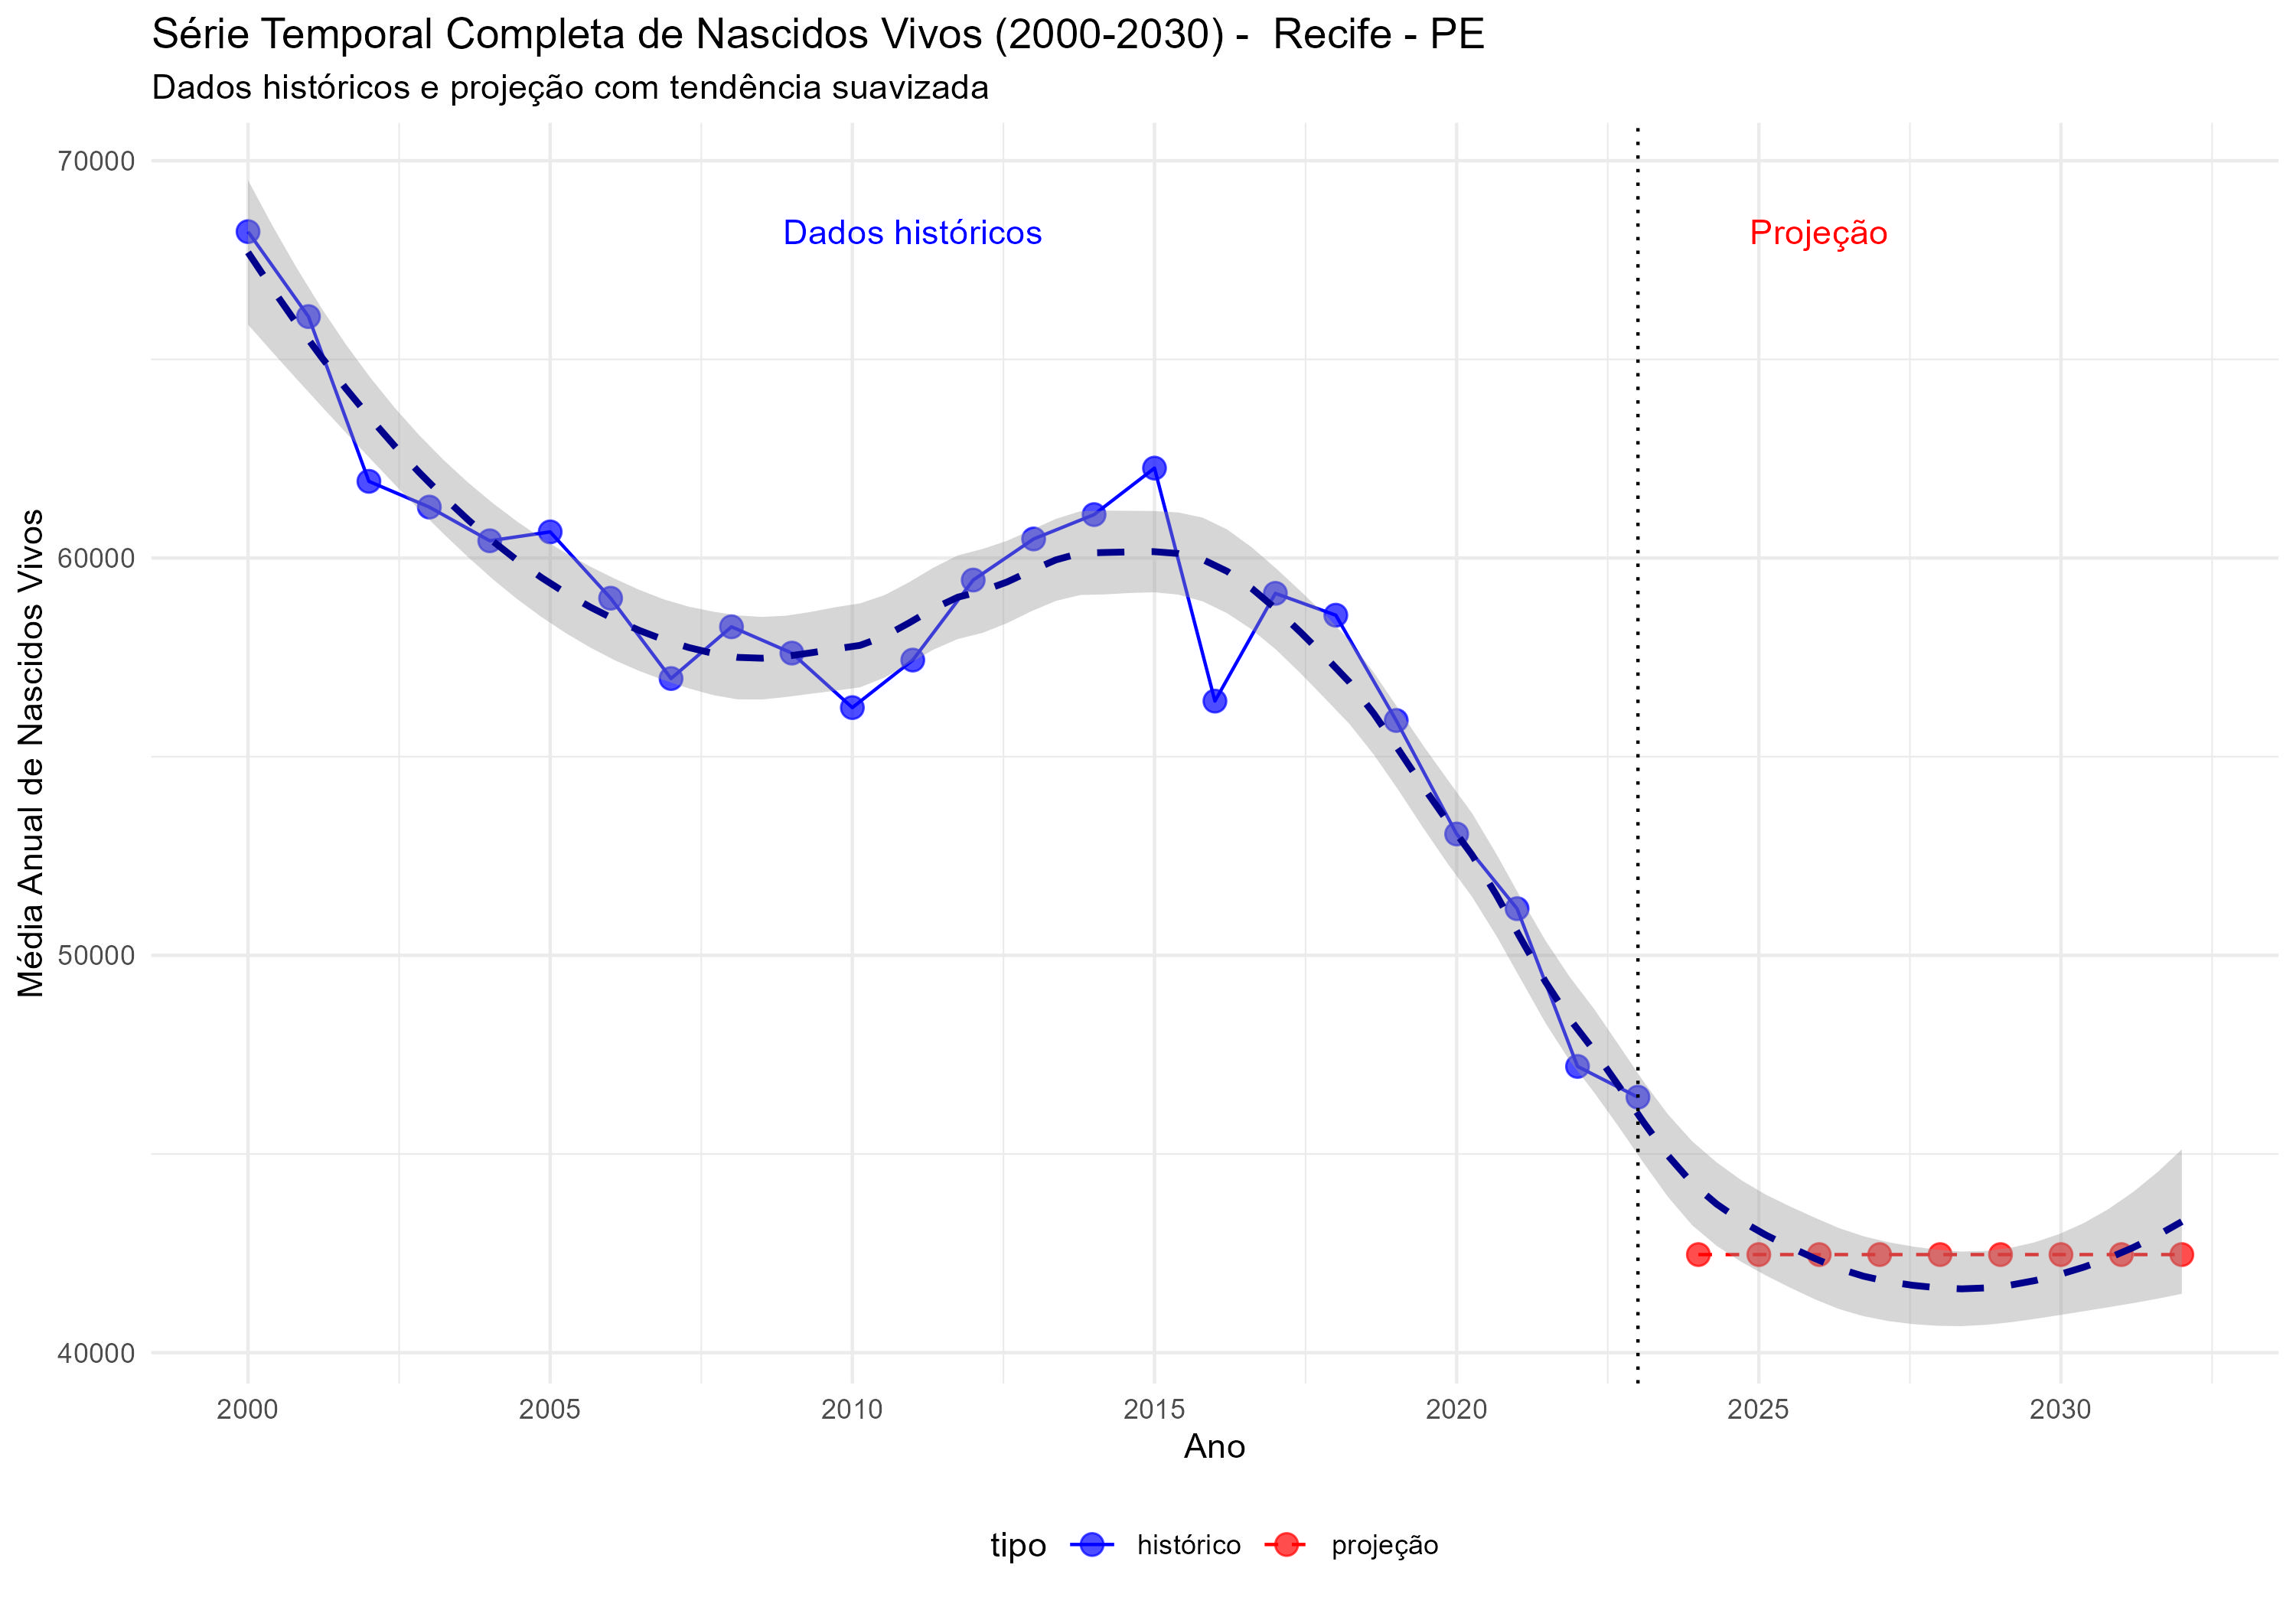 Série Temporal Completa de Nascidos Vivos (2000-2030) -  Recife - PE
Dados históricos e projeção com tendência suavizada
Média Anual de Nascidos Vivos
70000
60000
50000
40000
Dados históricos
Projeção
2000
2005
2010
2015
2020
2025
2030
Ano
tipo
histórico
projeção